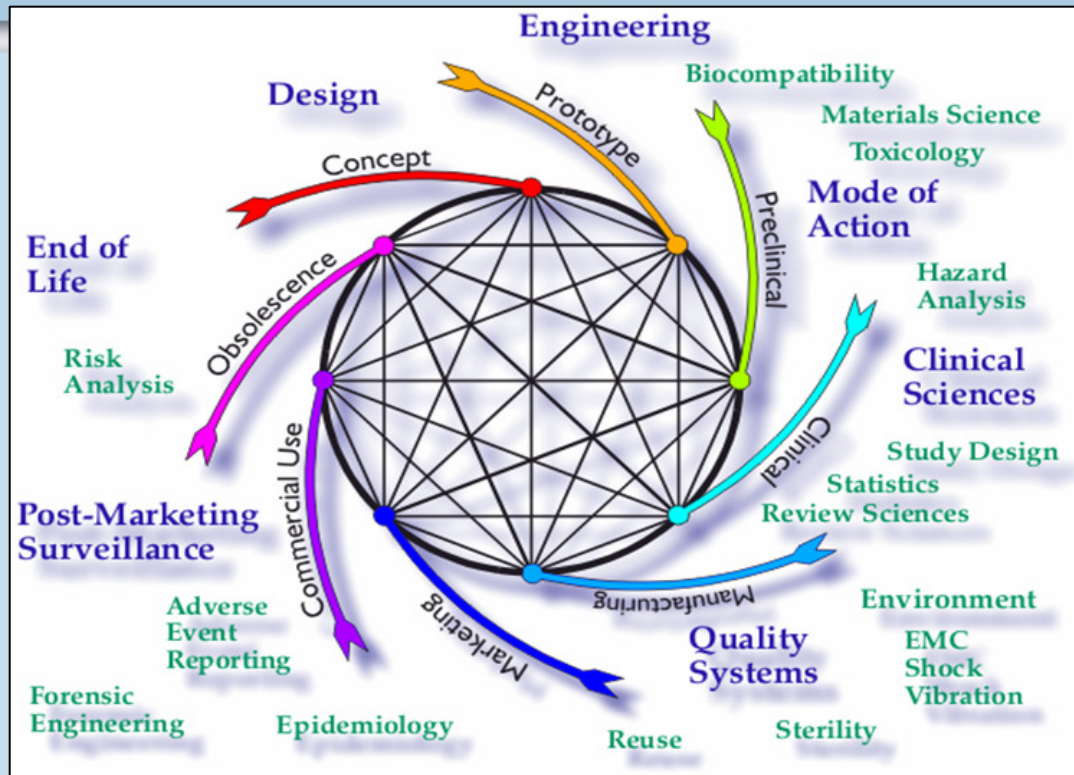 Engineering
Biocompatibility
Design
Prototype
Materials Science
Concept
Toxicology
Mode of
Action
Preclinical
End of
Life
Obsolescence
Hazard
Analysis
Risk
Analysis
Clinical
Sciences
Clinical
Study Design
Statistics
Review Sciences
Commercial Use
Post-Marketing
Surveillance
Manufacturing
Marketing
Adverse
Event
Reporting
Quality
Systems
Environment
EMC
Shock
Vibration
Forensic
Engineering
Epidemiology
Reuse
Sterility